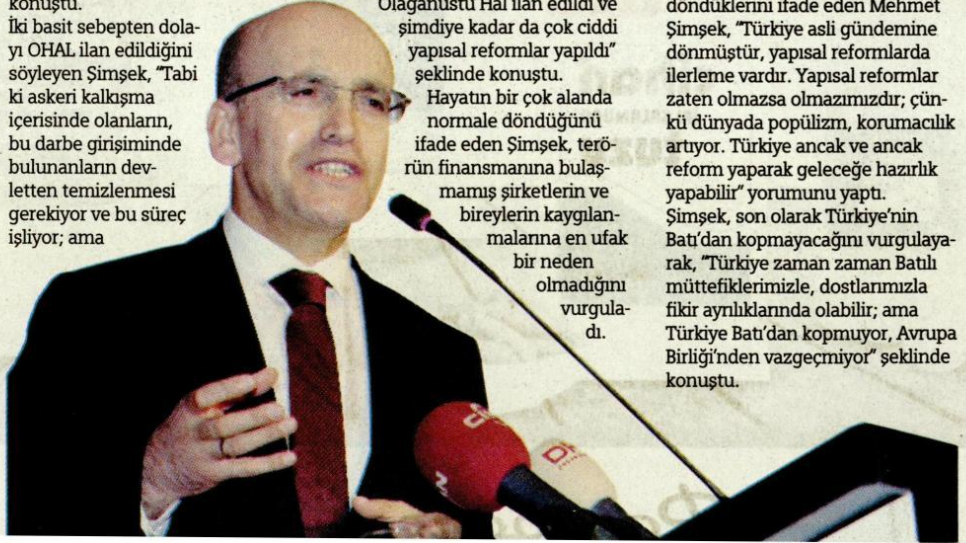 konuştu.
İki basit sebepten dola-
yı OHAL ilan edildiğini
söyleyen Şimşek, “Tabi
ki askeri kalkışma
içerisinde olanların,
bu darbe girişiminde
bulunanların dev-
letten temizlenmesi
gerekiyor ve bu süreç
işliyor; ama
Olağanüstü Hal ilan edildi ve
şimdiye kadar da çok ciddi
yapısal reformlar yapıldı”
şeklinde konuştu.
Hayatın bir çok alanda
normale döndüğünü
ifade eden Şimşek, terö-
rün finansmanına bulaş-
mamış şirketlerin ve
bireylerin kaygılan-
malarına en ufak
bir neden
olmadığını
vurgula-
dı.
döndüklerini ifade eden Mehmet
Şimşek, “Türkiye asli gündemine
dönmüştür, yapısal reformlarda
ilerleme vardır. Yapısal reformlar
zaten olmazsa olmazımızdır; çün-
kü dünyada popülizm, korumacılık
artıyor. Türkiye ancak ve ancak
reform yaparak geleceğe hazırlık
yapabilir” yorumunu yaptı.
Şimşek, son olarak Türkiye’nin
Batı’dan kopmayacağını vurgulaya-
rak, “Türkiye zaman zaman Batılı
müttefiklerimizle, dostlarımızla
fikir ayrılıklarında olabilir; ama
Türkiye Batı’dan kopmuyor, Avrupa
Birliği’nden vazgeçmiyor” şeklinde
konuştu.